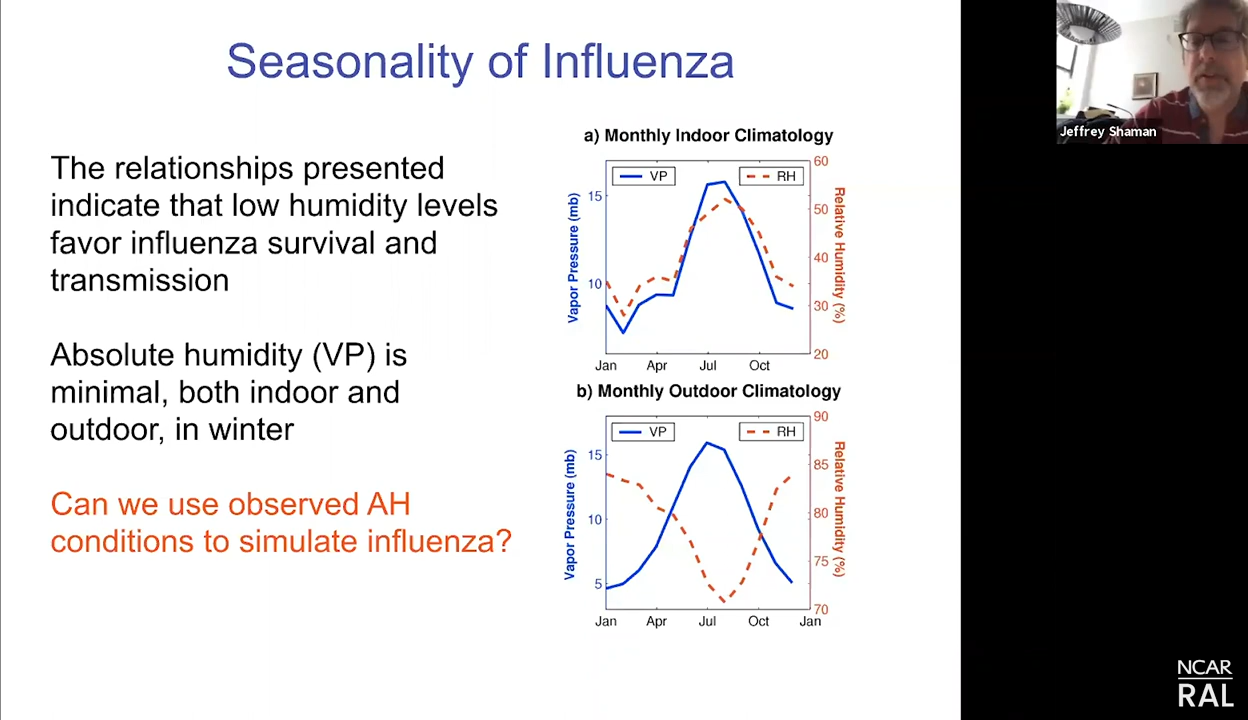 Seasonality of Influenza
The relationships presented
indicate that low humidity levels
favor influenza survival and
transmission
Absolute humidity (VP) is
minimal, both indoor and
outdoor, in winter
Can we use observed AH
conditions to simulate influenza?
a) Monthly Indoor Climatology
VP
RH
Vapor Pressure (mb)
15
10
Relative Humidity (%)
60
50
40
30
20
Jan Apr Jul Oct
b) Monthly Outdoor Climatology
VP
RH
Vapor Pressure (mb)
15
10
5
Relative Humidity (%)
90
85
80
75
70
Jan Apr Jul Oct Jan
Jeffrey Shaman
NCAR
RAL